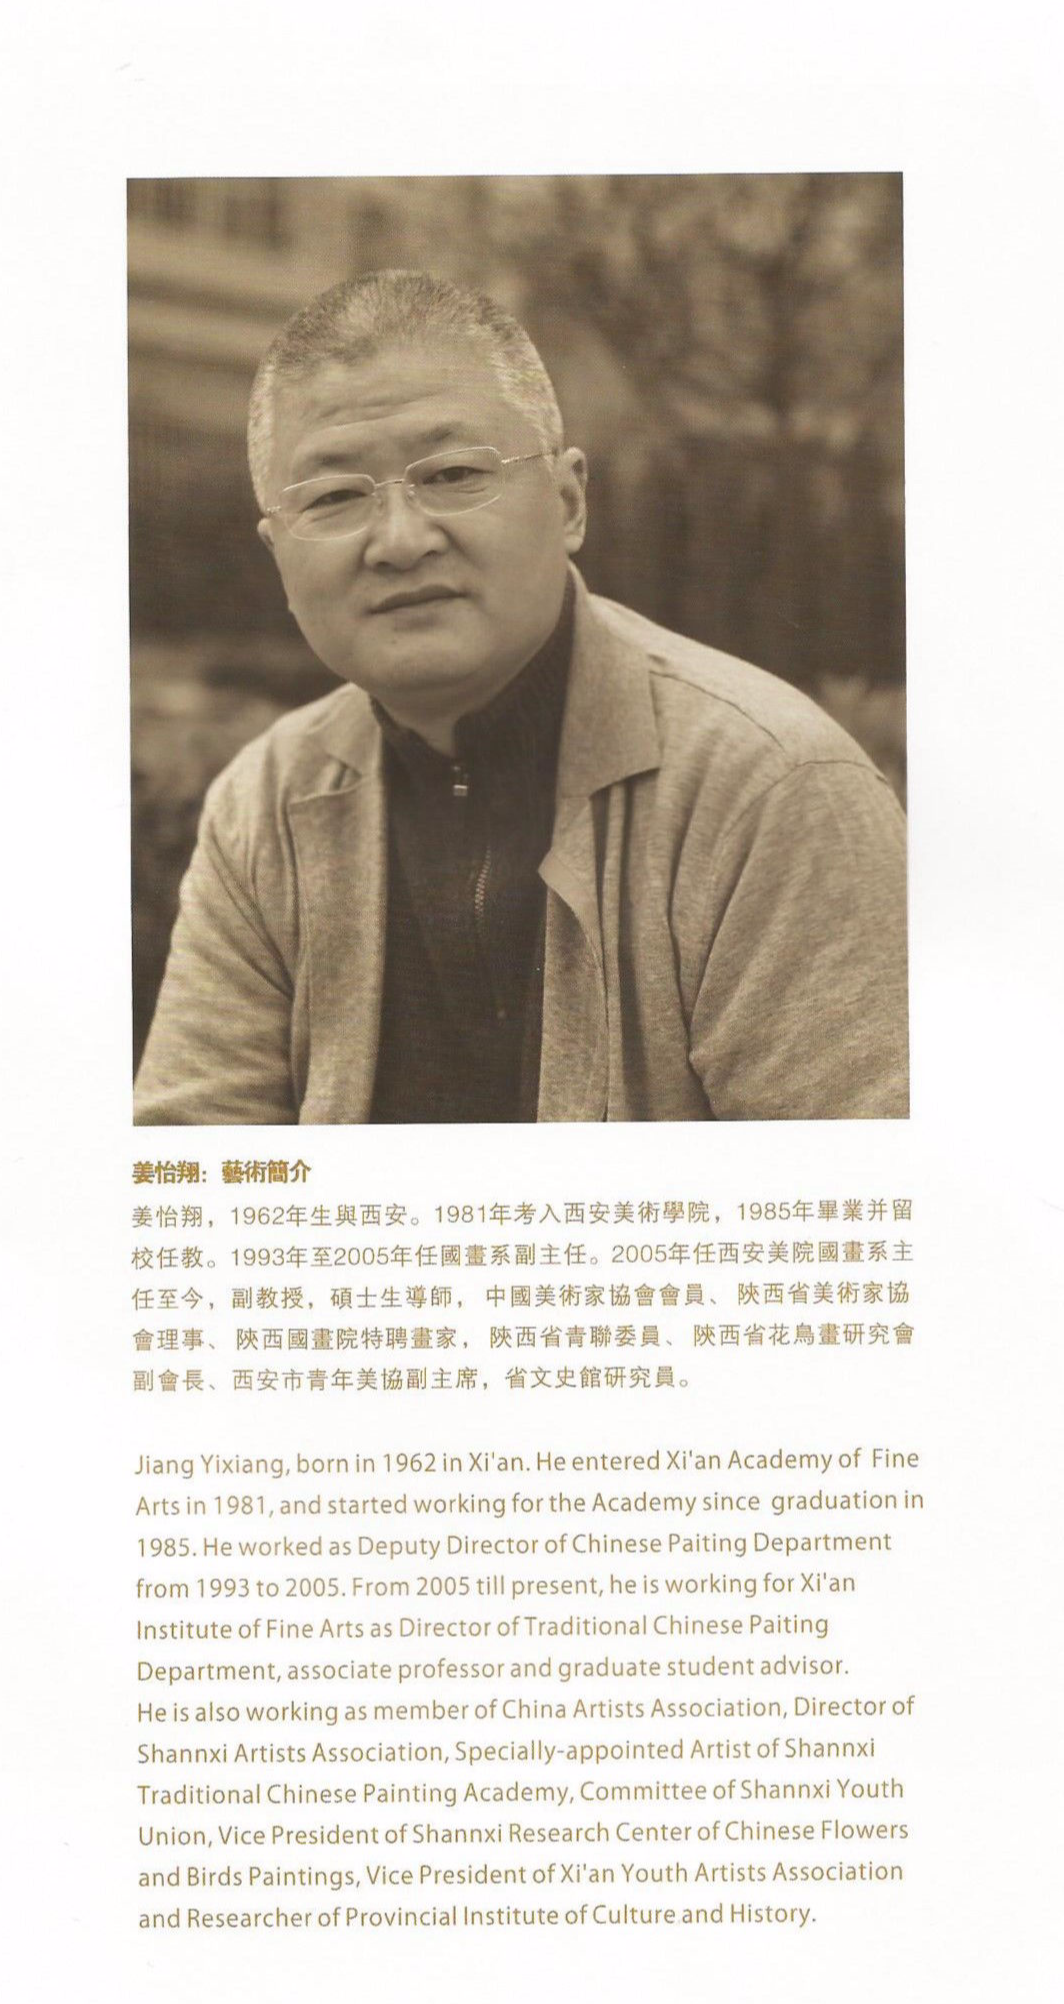 姜怡翔：藝術簡介
姜怡翔，1962年生與西安。1981年考入西安美術學院，1985年畢業并留
校任教。1993年至2005年任國畫系副主任。2005年任西安美院國畫系主
任至今，副教授，碩士生導師， 中國美術家協會會員、 陝西省美術家協
會理事、 陝西國畫院特聘畫家， 陝西省青聯委員、 陝西省花鳥畫研究會
副會長、西安市青年美協副主席，省文史館研究員。
Jiang Yixiang, born in 1962 in Xi'an. He entered Xi'an Academy of Fine
Arts in 1981, and started working for the Academy since graduation in
1985. He worked as Deputy Director of Chinese Paiting Department
from 1993 to 2005. From 2005 till present, he is working for Xi'an
Institute of Fine Arts as Director of Traditional Chinese Paiting
Department, associate professor and graduate student advisor.
He is also working as member of China Artists Association, Director of
Shannxi Artists Association, Specially-appointed Artist of Shannxi
Traditional Chinese Painting Academy, Committee of Shannxi Youth
Union, Vice President of Shannxi Research Center of Chinese Flowers
and Birds Paintings, Vice President of Xi'an Youth Artists Association
and Researcher of Provincial Institute of Culture and History.